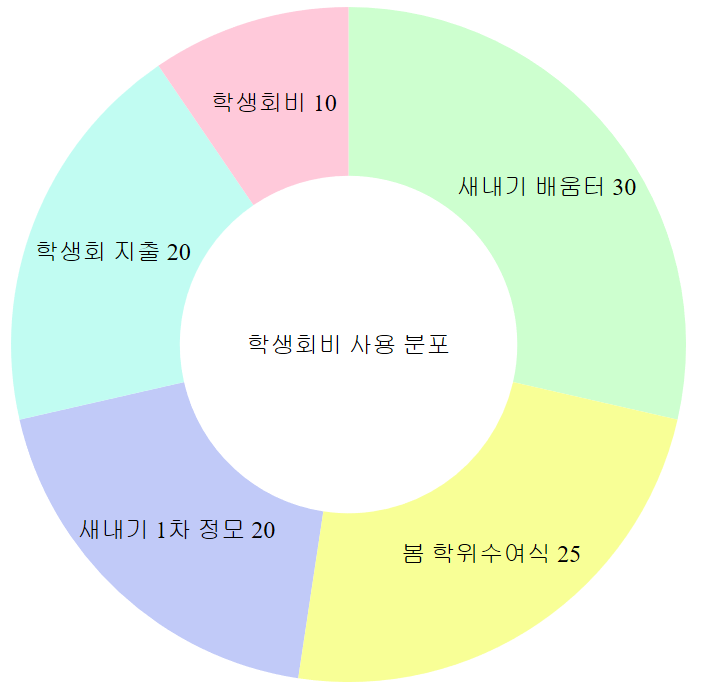 학생회비 10
새내기 배움터 30
학생회 지출 20
학생회비 사용 분포
새내기 1차 정모 20
봄 학위수여식 25